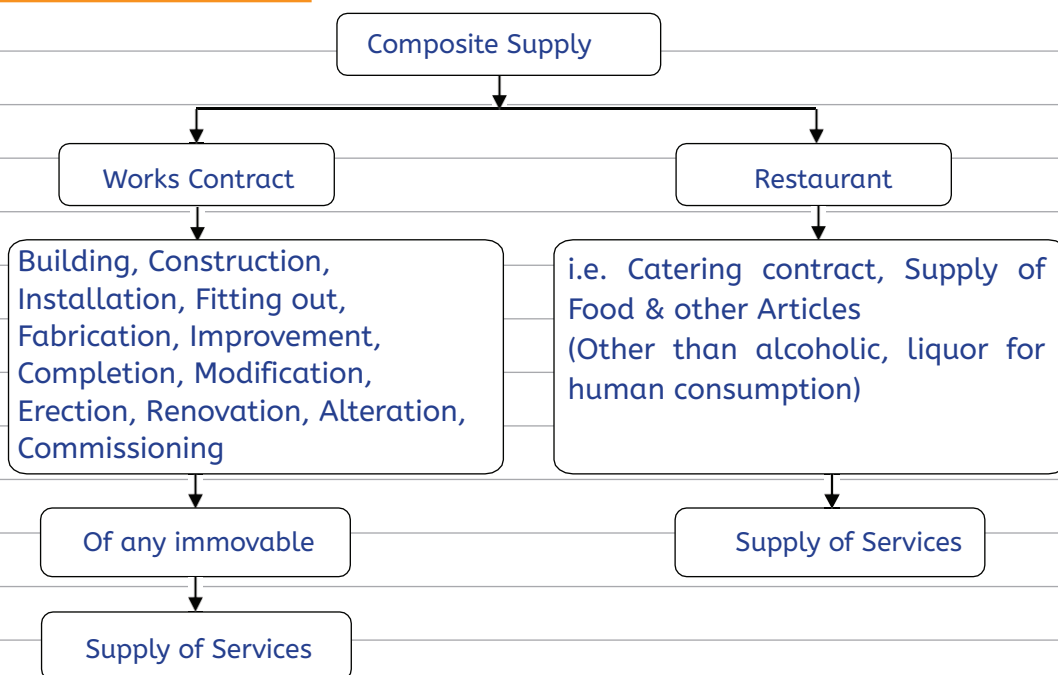 Composite Supply
Works Contract
Restaurant
Building, Construction,
Installation, Fitting out,
Fabrication, Improvement,
Completion, Modification,
Erection, Renovation, Alteration,
Commissioning
i.e. Catering contract, Supply of
Food & other Articles
(Other than alcoholic, liquor for
human consumption)
Of any immovable
Supply of Services
Supply of Services